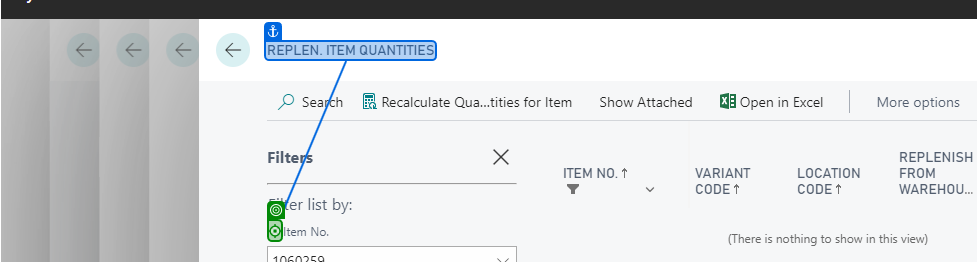 REPLEN. ITEM QUANTITIES
Search Recalculate Qua...tities for Item Show Attached Open in Excel More options
Filters
Filter list by:
Item No.
1060259
ITEM NO.↑
VARIANT
CODE↑
LOCATION
CODE↑
REPLENISH
FROM
WAREHOU...
(There is nothing to show in this view)